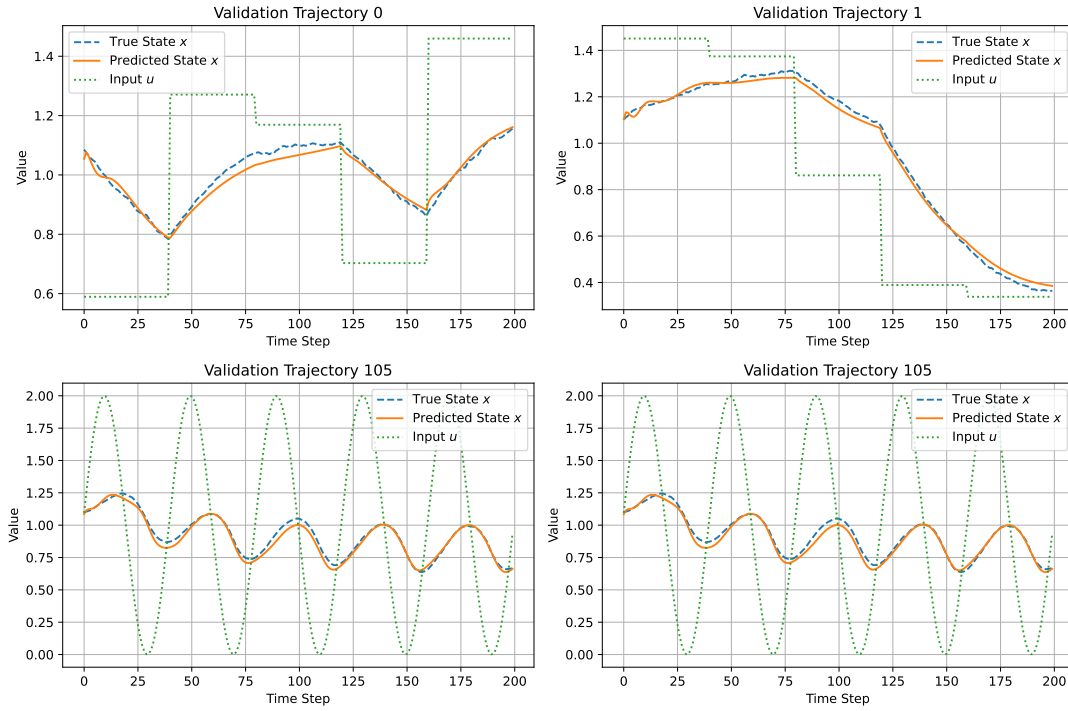 Validation Trajectory 0
True State x
Predicted State x
Input u
Value
1.4
1.2
1.0
0.8
0.6
0
25
50
75
100
125
150
175
200
Time Step
Validation Trajectory 1
True State x
Predicted State x
Input u
Value
1.4
1.2
1.0
0.8
0.6
0.4
0
25
50
75
100
125
150
175
200
Time Step
Validation Trajectory 105
True State x
Predicted State x
Input u
Value
2.00
1.75
1.50
1.25
1.00
0.75
0.50
0.25
0.00
0
25
50
75
100
125
150
175
200
Time Step
Validation Trajectory 105
True State x
Predicted State x
Input u
Value
2.00
1.75
1.50
1.25
1.00
0.75
0.50
0.25
0.00
0
25
50
75
100
125
150
175
200
Time Step